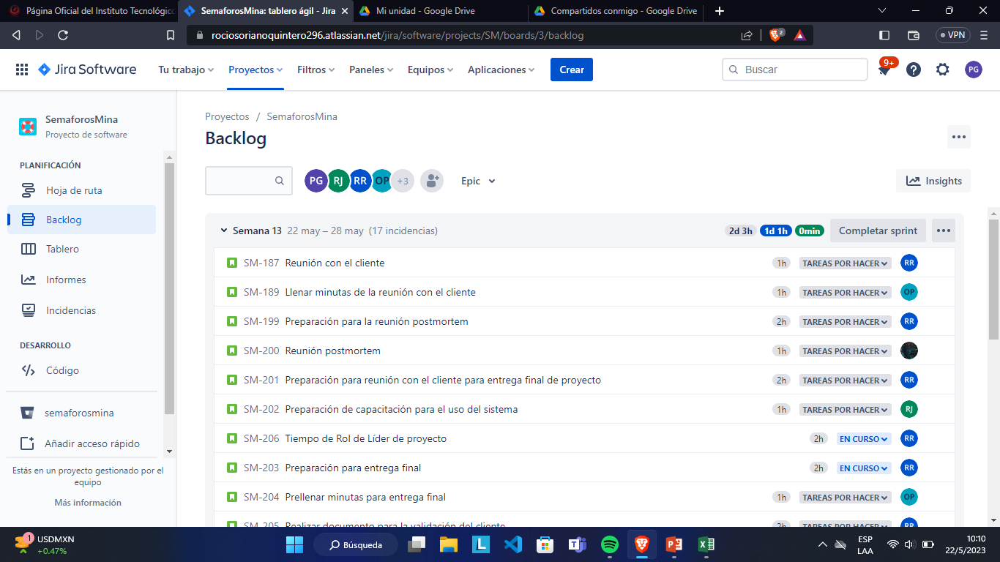 Página Oficial del Instituto Tecnológico
SemaforosMina: tablero ágil - Jira
Mi unidad - Google Drive
Compartidos conmigo - Google Drive
rociosorianoquintero296.atlassian.net/jira/software/projects/SM/boards/3/backlog
2
VPN
Jira Software
Tu trabajo
Proyectos
Filtros
Paneles
Equipos
Aplicaciones
Crear
Buscar
9+
PG
SemaforosMina
Proyecto de software
PLANIFICACIÓN
Hoja de ruta
Backlog
Tablero
Informes
Incidencias
DESARROLLO
Código
semaforosmina
Añadir acceso rápido
Estás en un proyecto gestionado por el
equipo
Más información
Proyectos / SemaforosMina
Backlog
PG RJ RR OP +3
Epic
Insights
Semana 13 22 may – 28 may (17 incidencias) 2d 3h 1d 1h 0min Completar sprint
SM-187 Reunión con el cliente 1h TAREAS POR HACER RR
SM-189 Llenar minutas de la reunión con el cliente 1h TAREAS POR HACER OP
SM-199 Preparación para la reunión postmortem 2h TAREAS POR HACER RR
SM-200 Reunión postmortem 1h TAREAS POR HACER
SM-201 Preparación para reunión con el cliente para entrega final de proyecto 2h TAREAS POR HACER RR
SM-202 Preparación de capacitación para el uso del sistema 1h TAREAS POR HACER RJ
SM-206 Tiempo de Rol de Líder de proyecto 2h EN CURSO RR
SM-203 Preparación para entrega final 2h EN CURSO RR
SM-204 Prellenar minutas para entrega final 1h TAREAS POR HACER OP
SM-205 Realizar documento para la validación del cliente 2h TAREAS POR HACER RR
1
USDMXN
+0.47%
Búsqueda
ESP
LAA
10:10
22/5/2023